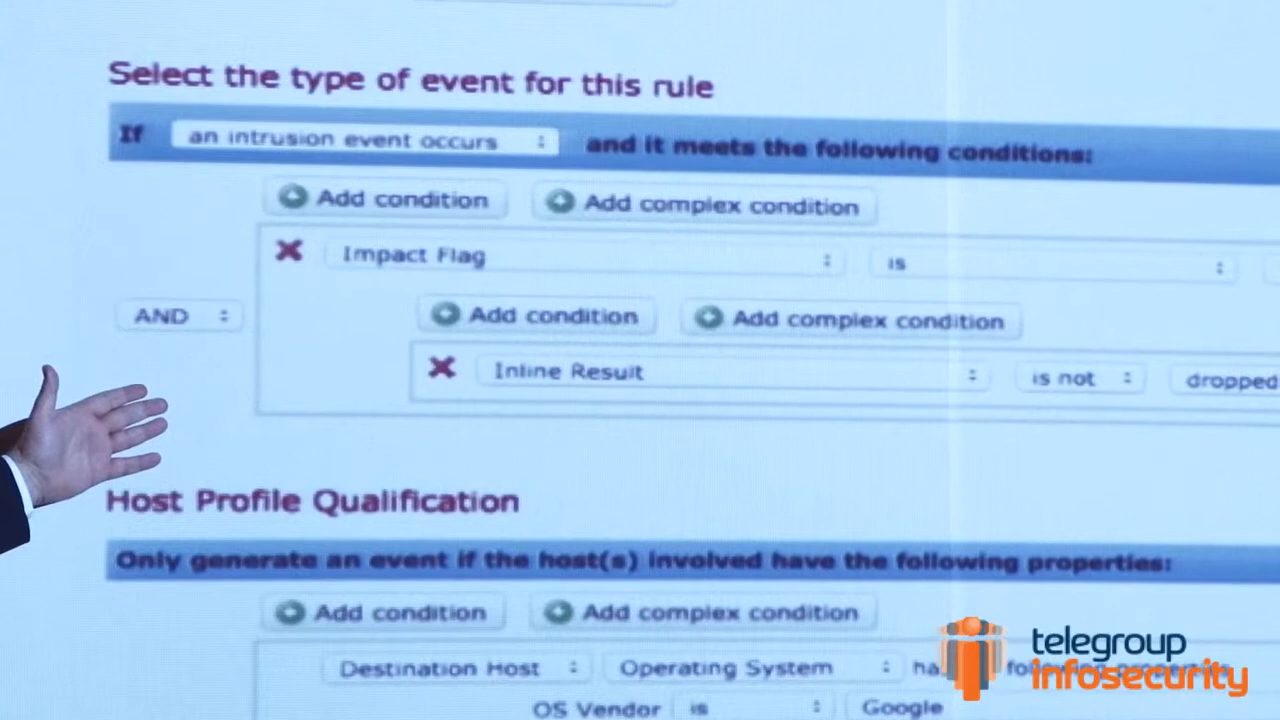 Select the type of event for this rule
If an intrusion event occurs and it meets the following conditions:
Add condition Add complex condition
Impact Flag is
AND Add condition Add complex condition
Inline Result is not dropped
Host Profile Qualification
Only generate an event if the host(s) involved have the following properties:
Add condition Add complex condition
Destination Host Operating System
OS Vendor is Google
telegroup
infosecurity